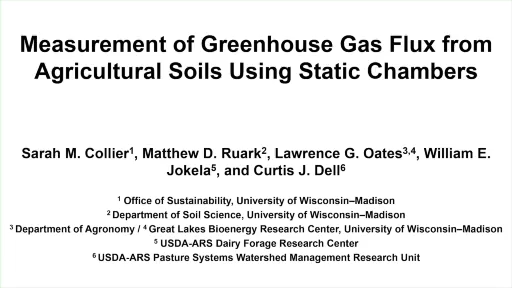 Measurement of Greenhouse Gas Flux from
Agricultural Soils Using Static Chambers
Sarah M. Collier¹, Matthew D. Ruark², Lawrence G. Oates³,⁴, William E.
Jokela⁵, and Curtis J. Dell⁶
¹ Office of Sustainability, University of Wisconsin–Madison
² Department of Soil Science, University of Wisconsin–Madison
³ Department of Agronomy / ⁴ Great Lakes Bioenergy Research Center, University of Wisconsin–Madison
⁵ USDA-ARS Dairy Forage Research Center
⁶ USDA-ARS Pasture Systems Watershed Management Research Unit